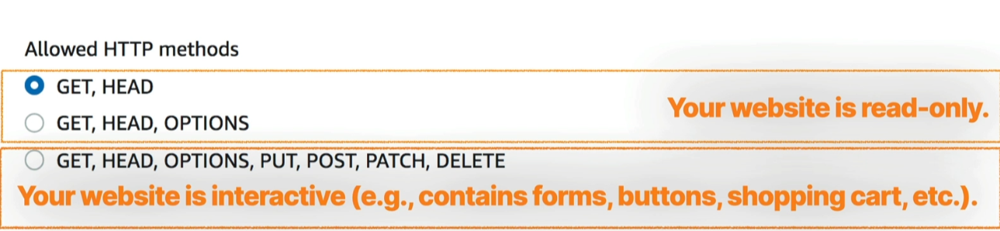 Allowed HTTP methods
GET, HEAD
Your website is read-only.
GET, HEAD, OPTIONS
GET, HEAD, OPTIONS, PUT, POST, PATCH, DELETE
Your website is interactive (e.g., contains forms, buttons, shopping cart, etc.).